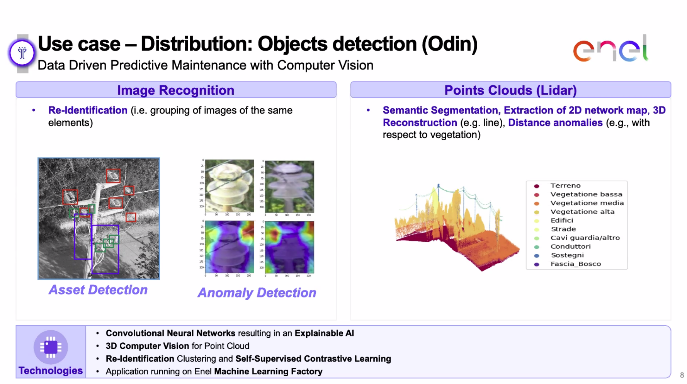 Use case – Distribution: Objects detection (Odin)
Data Driven Predictive Maintenance with Computer Vision
enel
Image Recognition
• Re-Identification (i.e. grouping of images of the same
elements)
Asset Detection
Anomaly Detection
Points Clouds (Lidar)
• Semantic Segmentation, Extraction of 2D network map, 3D
Reconstruction (e.g. line), Distance anomalies (e.g., with
respect to vegetation)
Terreno
Vegetazione bassa
Vegetazione media
Vegetazione alta
Edifici
Strade
Cavi guardia/altro
Conduttori
Sostegni
Fascia_Bosco
Technologies
• Convolutional Neural Networks resulting in an Explainable AI
• 3D Computer Vision for Point Cloud
• Re-Identification Clustering and Self-Supervised Contrastive Learning
• Application running on Enel Machine Learning Factory
8